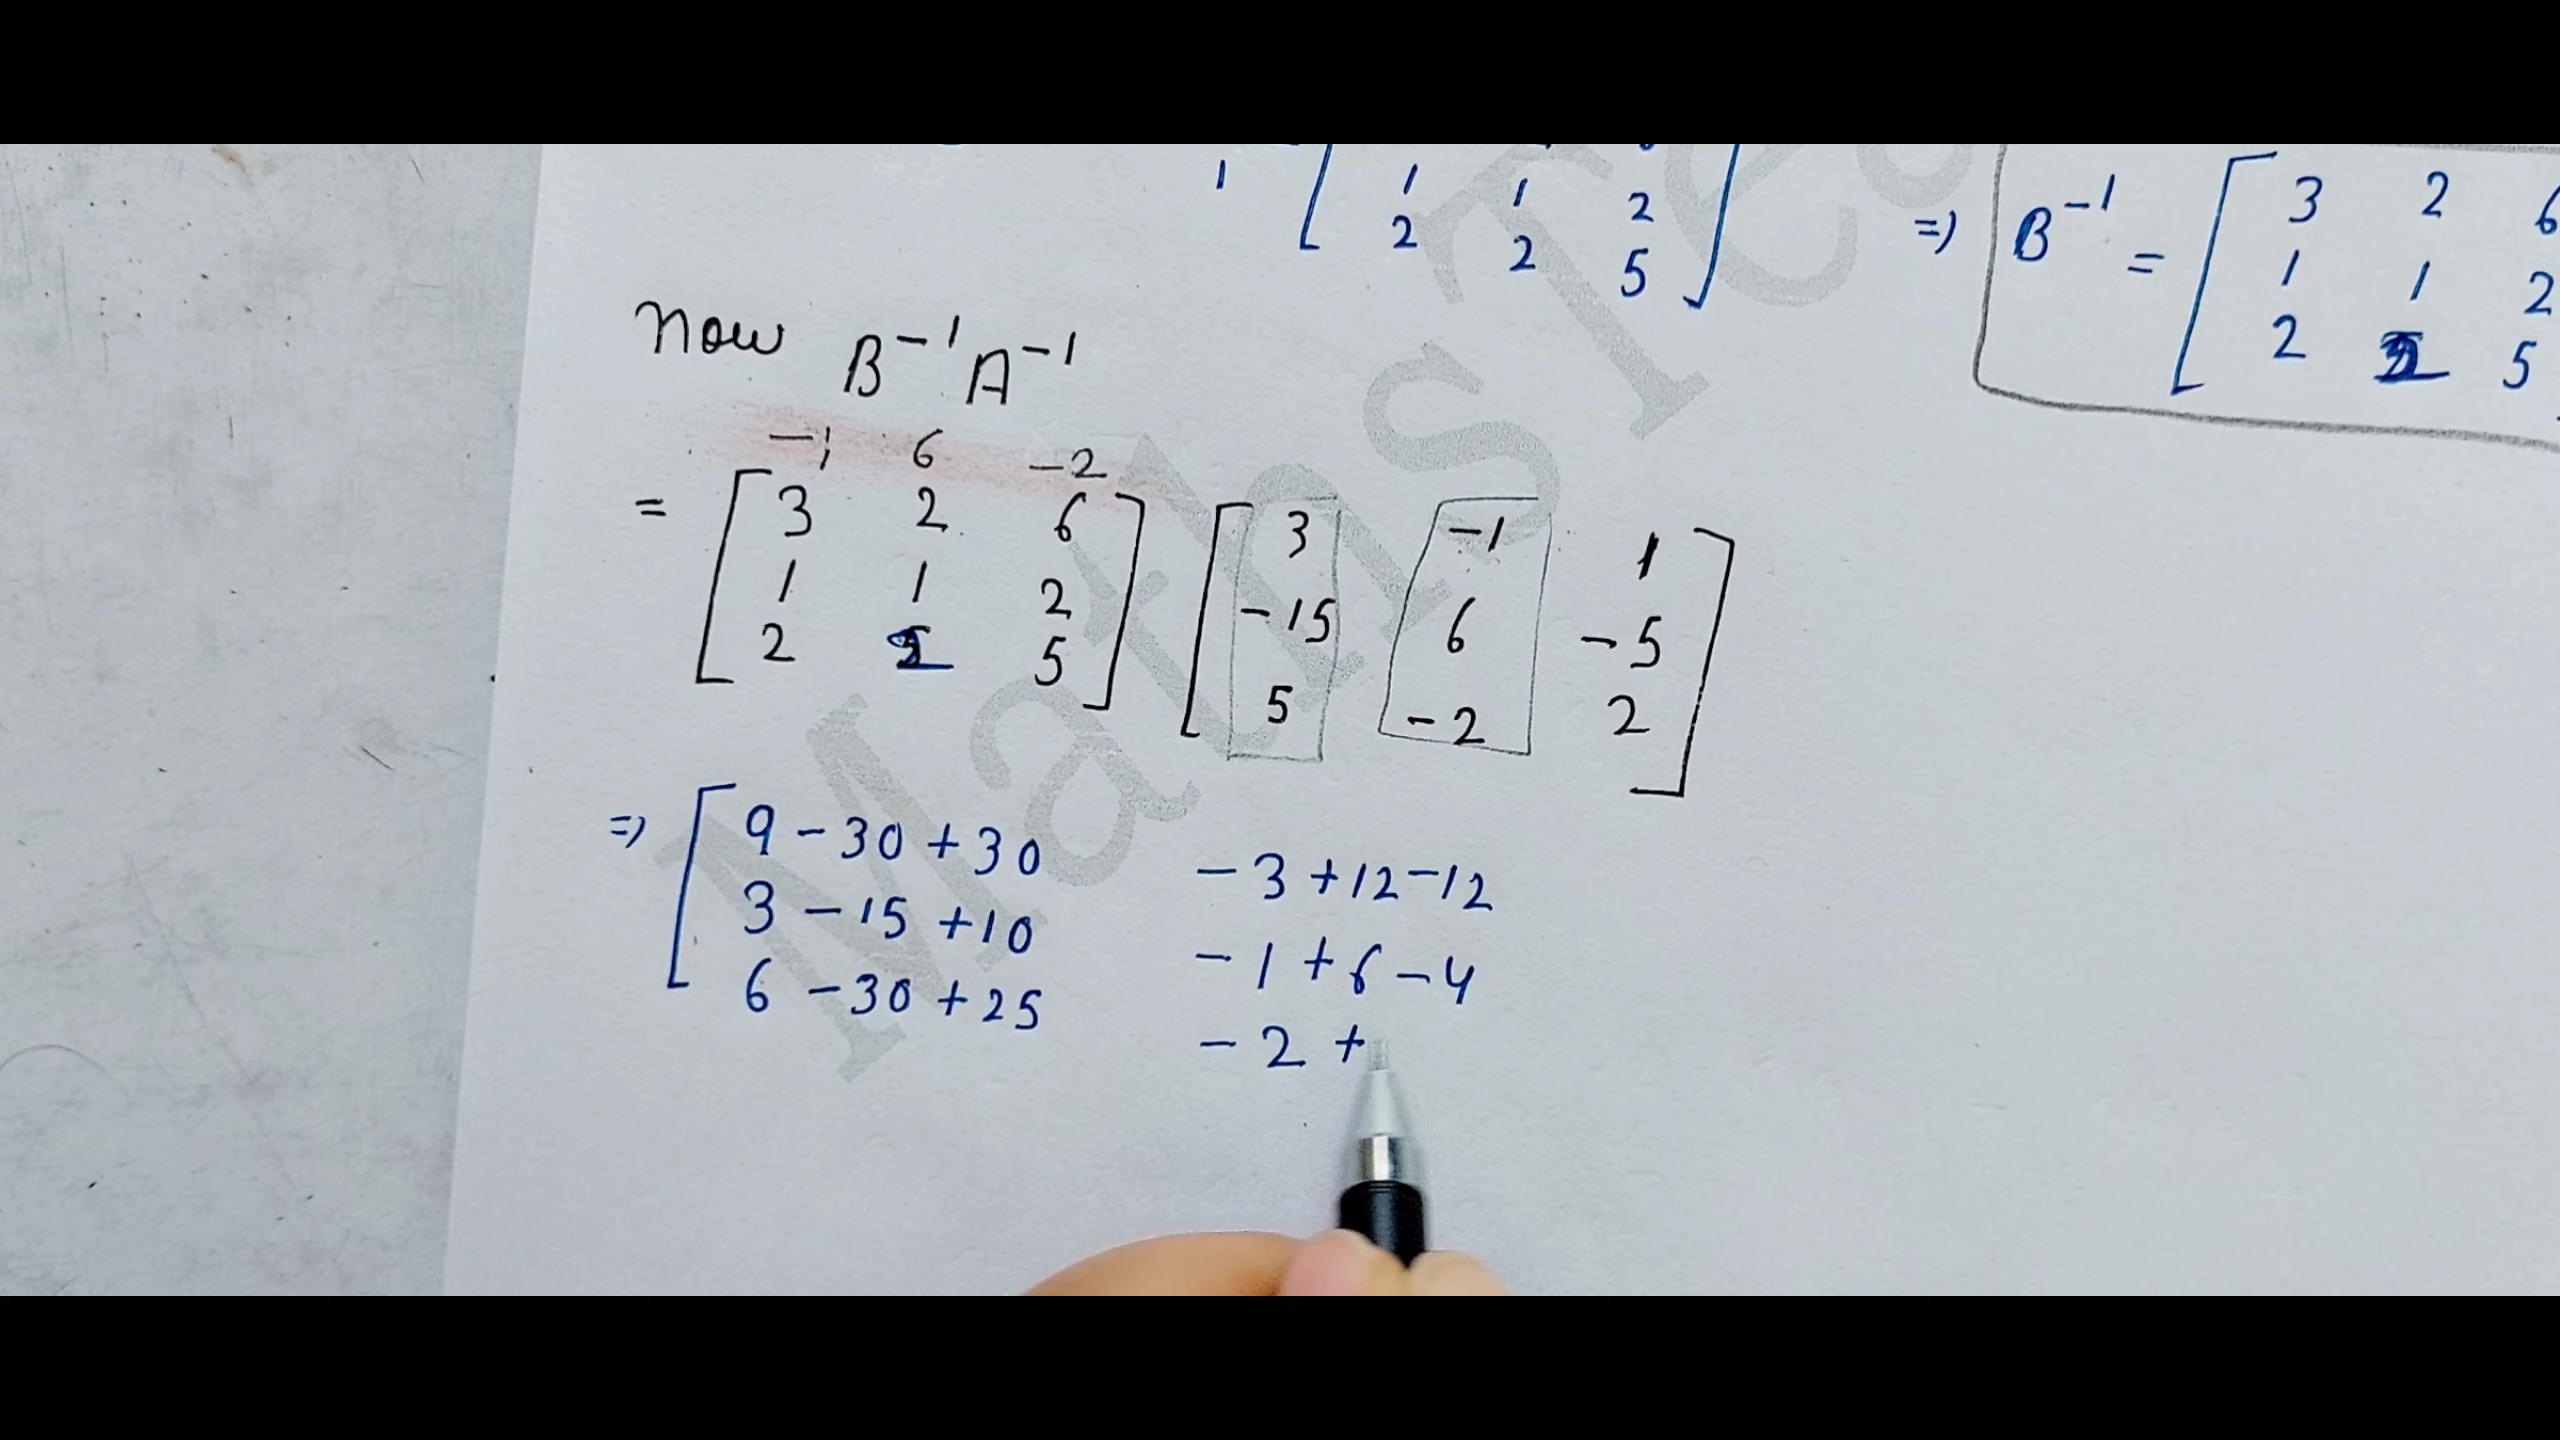 1 [ 1 1 2
2 2 5 ]
=) B⁻¹ = [ 3 2 6
1 1 2
2 2 5
Now B⁻¹A⁻¹
-1 6 -2
= [ 3 2 6
1 1 2
2 2 5 ] [ 3 -1 1
-15 6 -5
5 -2 2 ]
=) [ 9 - 30 + 30 - 3 + 12 - 12
3 - 15 + 10 - 1 + 6 - 4
6 - 30 + 25 - 2 +